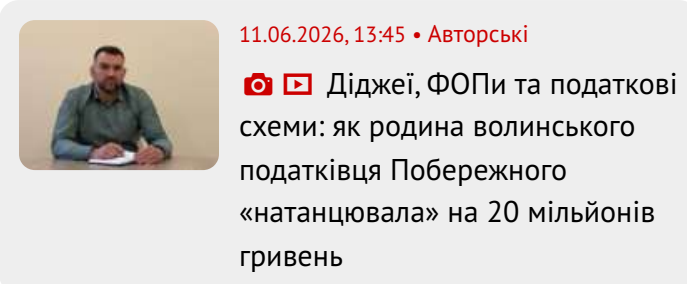 11.06.2026, 13:45 • Авторські
Діджеї, ФОПи та податкові
схеми: як родина волинського
податківця Побережного
«натанцювала» на 20 мільйонів
гривень